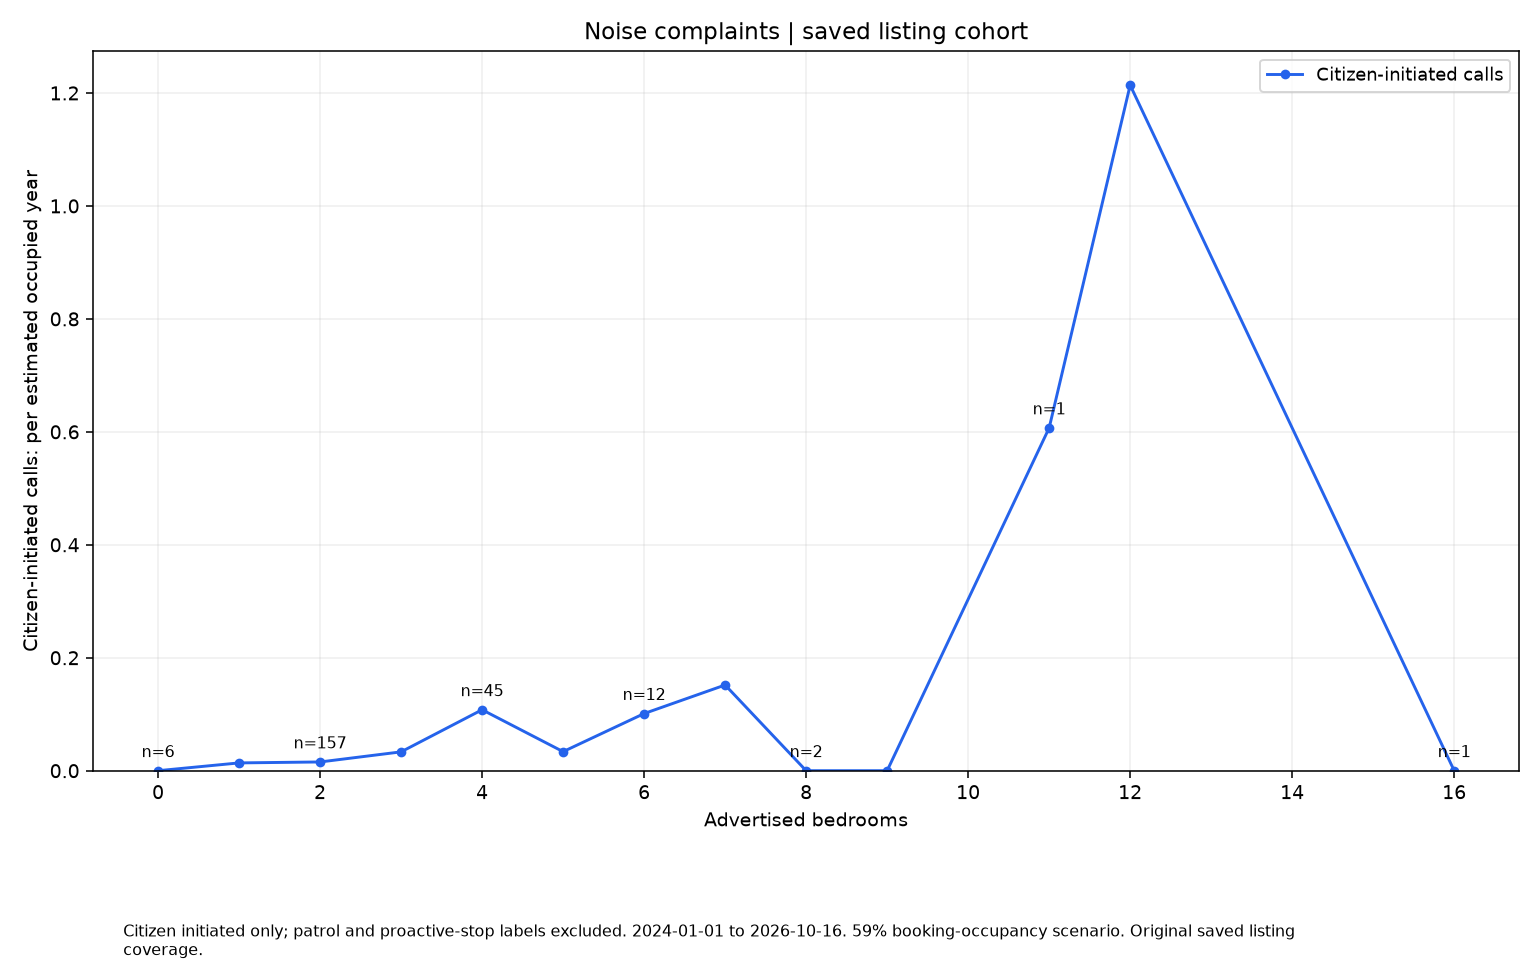 Noise complaints | saved listing cohort
Citizen-initiated calls
Citizen-initiated calls: per estimated occupied year
1.2
1.0
0.8
0.6
0.4
0.2
0.0
n=6
n=157
n=45
n=12
n=2
n=1
n=1
0 2 4 6 8 10 12 14 16
Advertised bedrooms
Citizen initiated only; patrol and proactive-stop labels excluded. 2024-01-01 to 2026-10-16. 59% booking-occupancy scenario. Original saved listing
coverage.